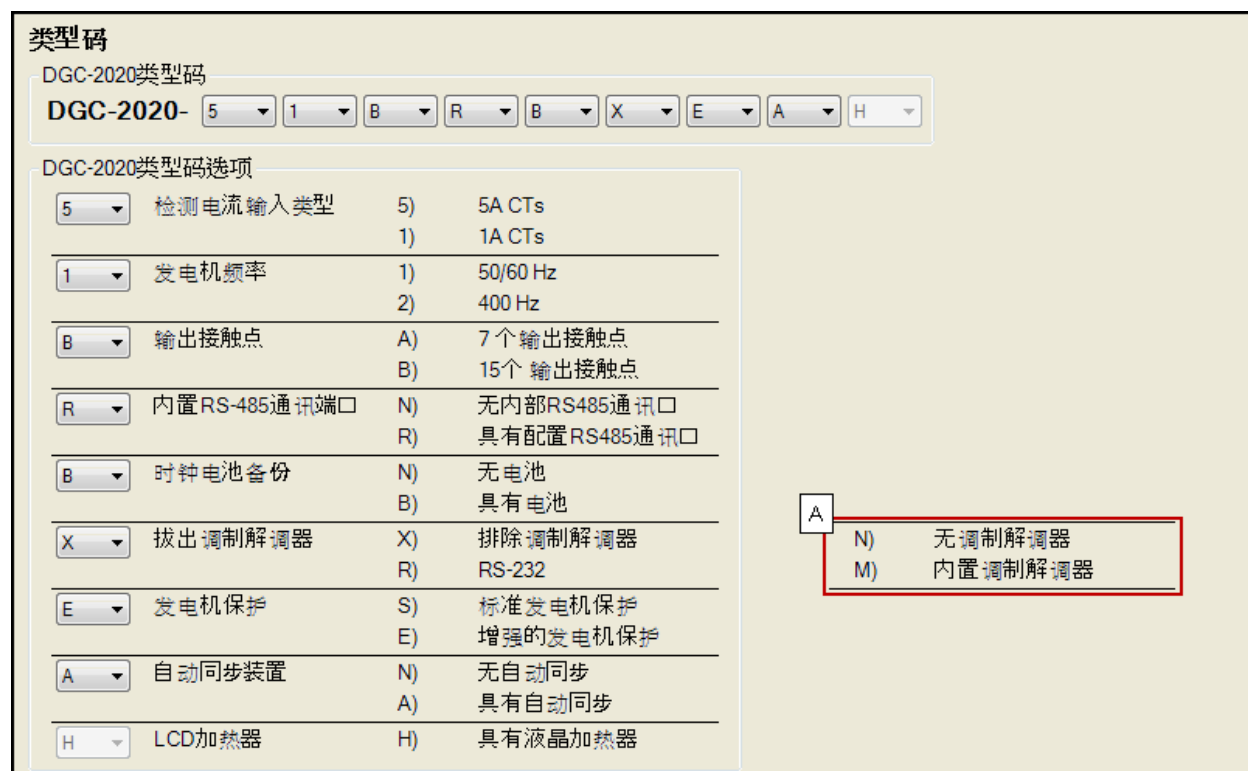 类型码
DGC-2020类型码
DGC-2020- 5 1 B R B X E A H
DGC-2020类型码选项
5 检测电流输入类型 5) 5A CTs
1) 1A CTs
1 发电机频率 1) 50/60 Hz
2) 400 Hz
B 输出接触点 A) 7个输出接触点
B) 15个 输出接触点
R 内置RS-485通讯端口 N) 无内部RS485通讯口
R) 具有配置RS485通讯口
B 时钟电池备份 N) 无电池
B) 具有电池
A
X 拔出调制解调器 X) 排除调制解调器 N) 无调制解调器
R) RS-232 M) 内置调制解调器
E 发电机保护 S) 标准发电机保护
E) 增强的发电机保护
A 自动同步装置 N) 无自动同步
A) 具有自动同步
H LCD加热器 H) 具有液晶加热器